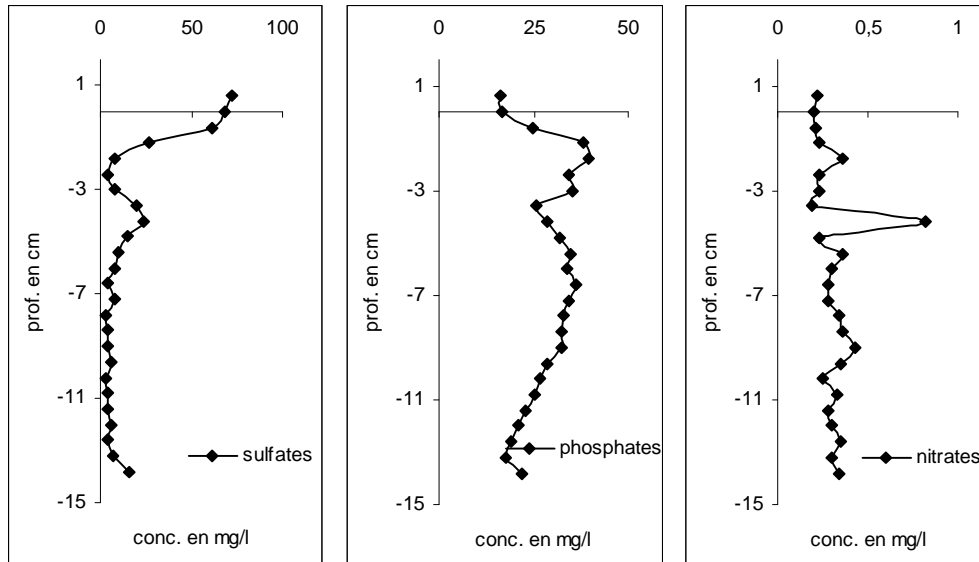 0 50 100
1
-3
-7
-11
-15
prof. en cm
sulfates
conc. en mg/l
0 25 50
1
-3
-7
-11
-15
prof. en cm
phosphates
conc. en mg/l
0 0,5 1
1
-3
-7
-11
-15
prof. en cm
nitrates
conc. en mg/l